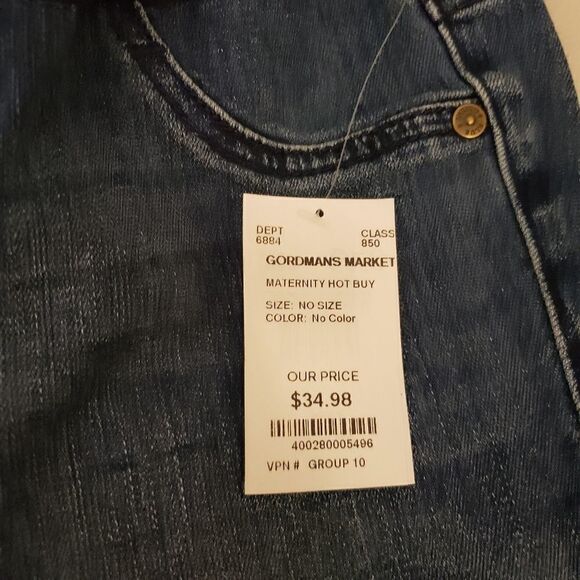 DEPT CLASS
6884 850
GORDMANS MARKET
MATERNITY HOT BUY
SIZE: NO SIZE
COLOR: No Color
OUR PRICE
$34.98
400280005496
VPN # GROUP 10